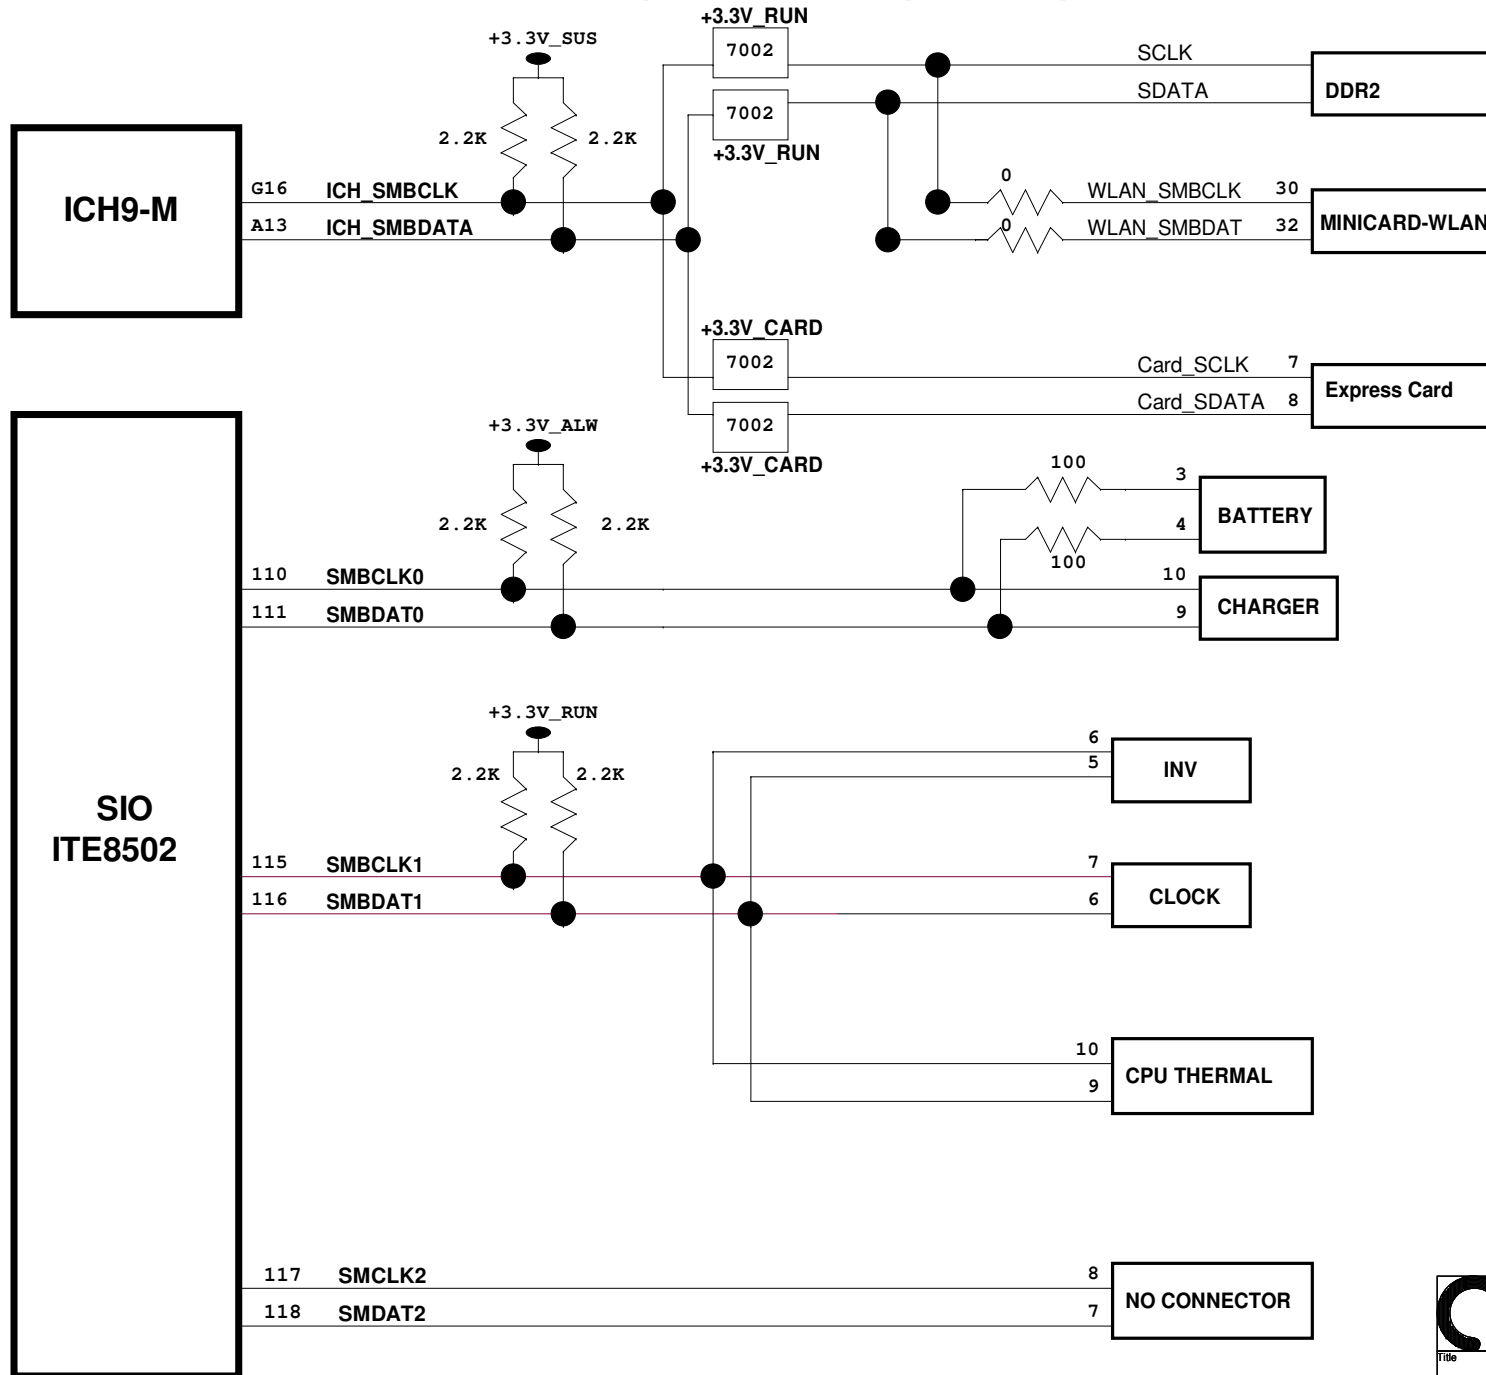 +3.3V_RUN
+3.3V_SUS
7002
SCLK
SDATA
DDR2
7002
+3.3V_RUN
2.2K
2.2K
ICH9-M
G16
ICH_SMBCLK
A13
ICH_SMBDATA
0
WLAN_SMBCLK
30
0
WLAN_SMBDAT
32
MINICARD-WLAN
+3.3V_CARD
7002
Card_SCLK
7
Card_SDATA
8
Express Card
7002
+3.3V_CARD
+3.3V_ALW
2.2K
2.2K
100
3
BATTERY
4
100
110
SMBCLK0
10
111
SMBDAT0
9
CHARGER
+3.3V_RUN
2.2K
2.2K
6
5
INV
SIO
ITE8502
115
SMBCLK1
7
116
SMBDAT1
6
CLOCK
10
9
CPU THERMAL
117
SMCLK2
8
118
SMDAT2
7
NO CONNECTOR
Title